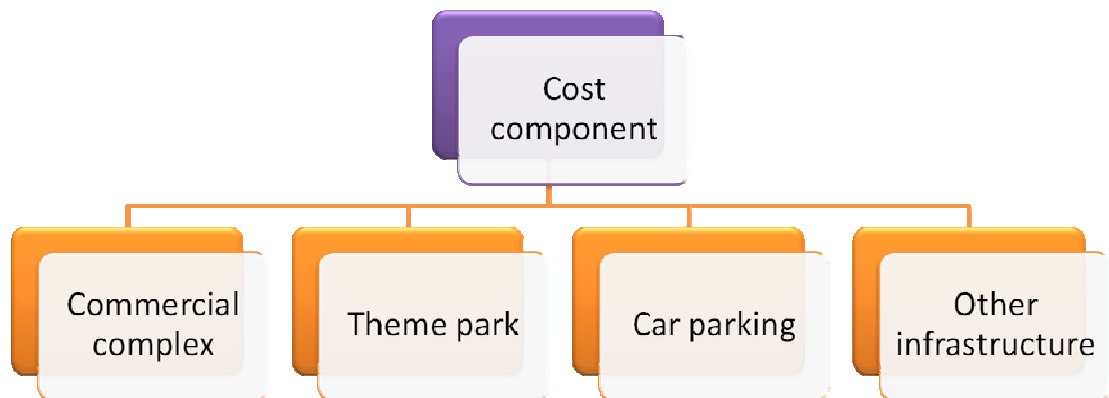 Cost
component
Commercial
complex
Theme park
Car parking
Other
infrastructure